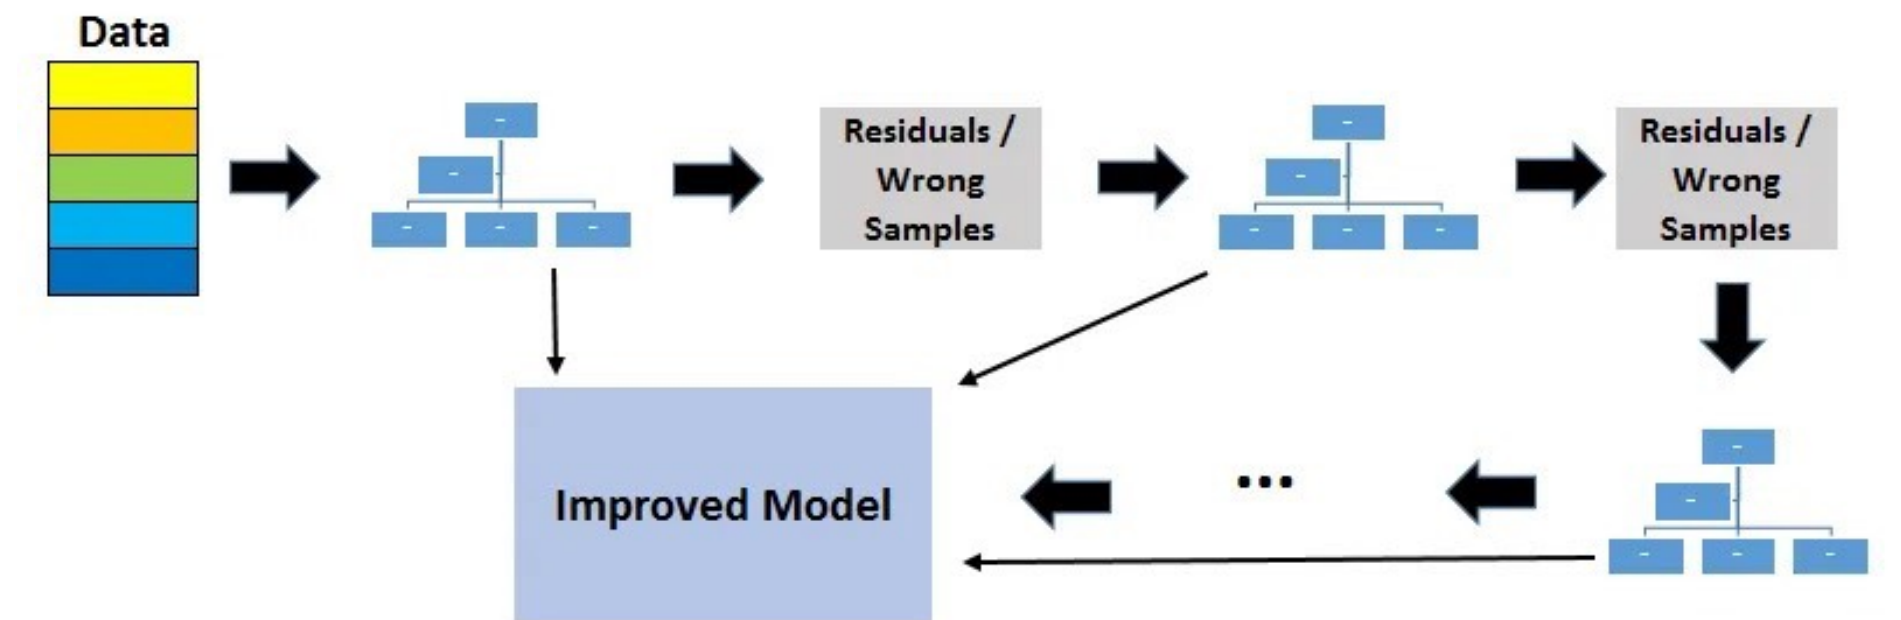 Data
Residuals /
Wrong
Samples
Residuals /
Wrong
Samples
...
Improved Model